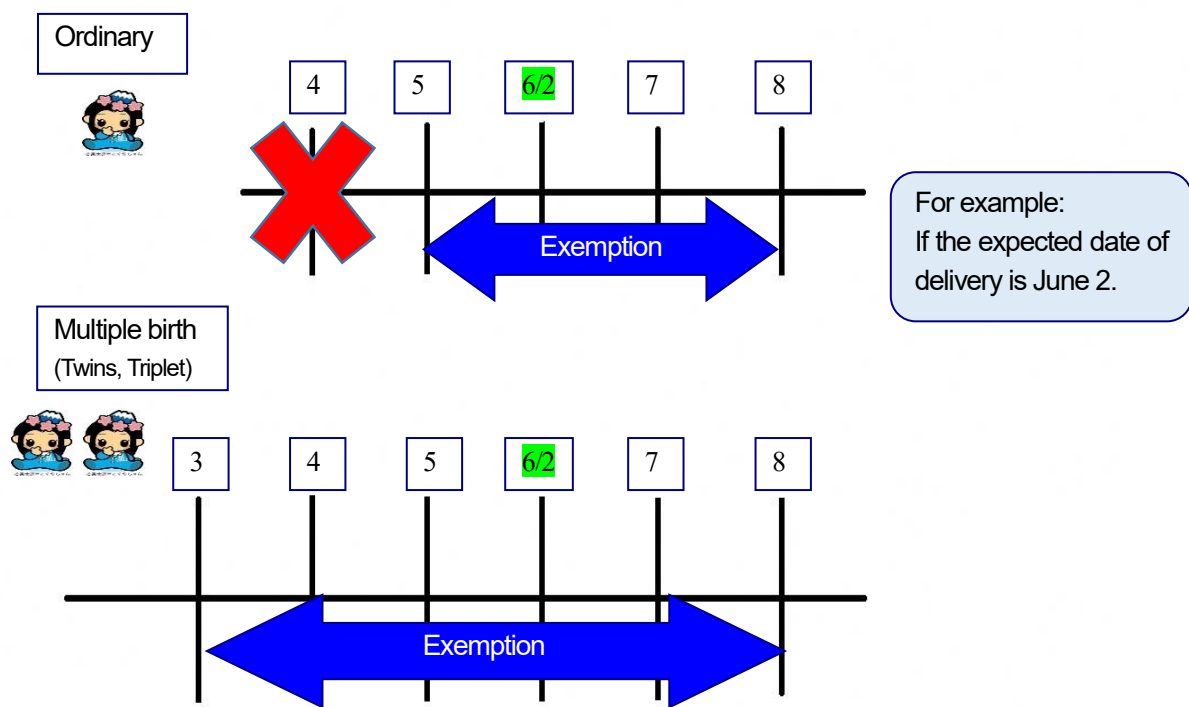 Ordinary
4 5 6/2 7 8
Exemption
For example:
If the expected date of
delivery is June 2.
Multiple birth
(Twins, Triplet)
3 4 5 6/2 7 8
Exemption